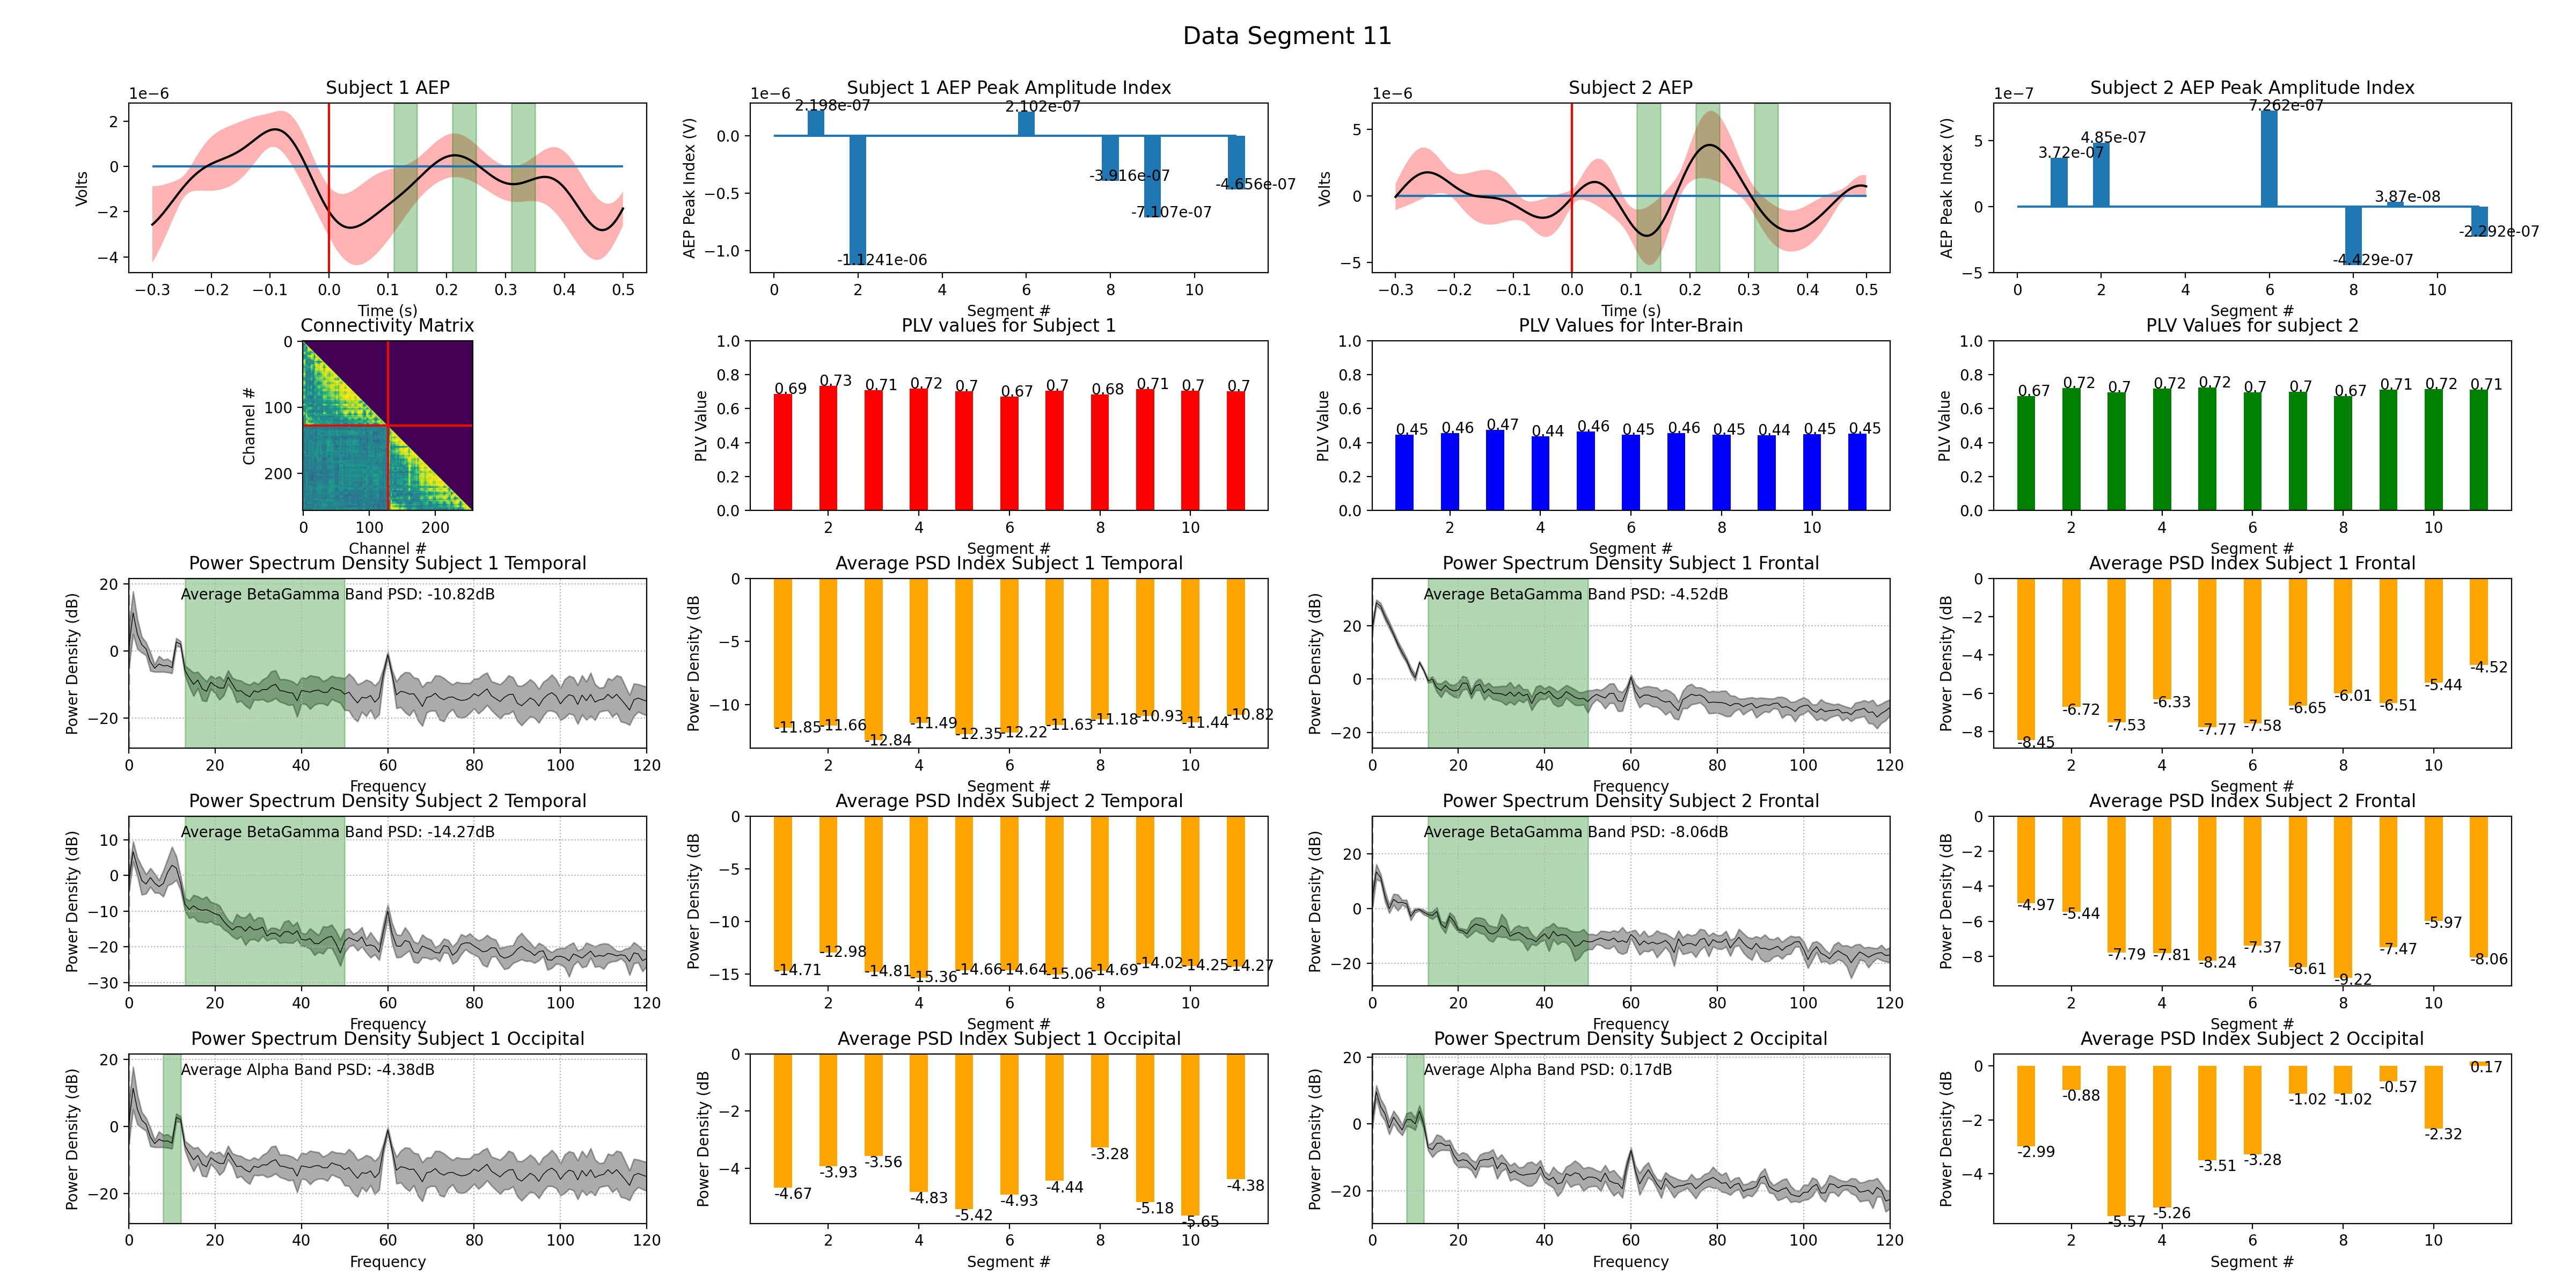 Data Segment 11
Subject 1 AEP
1e−6
Volts
2
0
−2
−4
−0.3 −0.2 −0.1 0.0 0.1 0.2 0.3 0.4 0.5
Time (s)
Subject 1 AEP Peak Amplitude Index
1e−6
AEP Peak Index (V)
0.0
−0.5
−1.0
2.198e-07
-1.1241e-06
2.102e-07
-3.916e-07
-7.107e-07
-4.656e-07
0 2 4 6 8 10
Segment #
Subject 2 AEP
1e−6
Volts
5
0
−5
−0.3 −0.2 −0.1 0.0 0.1 0.2 0.3 0.4 0.5
Time (s)
Subject 2 AEP Peak Amplitude Index
1e−7
AEP Peak Index (V)
5
0
−5
3.72e-07
4.85e-07
7.262e-07
-4.429e-07
3.87e-08
-2.292e-07
0 2 4 6 8 10
Segment #
Connectivity Matrix
Channel #
0
100
200
0 100 200
Channel #
PLV values for Subject 1
PLV Value
1.0
0.8
0.6
0.4
0.2
0.0
0.69 0.73 0.71 0.72 0.7 0.67 0.7 0.68 0.71 0.7 0.7
2 4 6 8 10
Segment #
PLV Values for Inter-Brain
PLV Value
1.0
0.8
0.6
0.4
0.2
0.0
0.45 0.46 0.47 0.44 0.46 0.45 0.46 0.45 0.44 0.45 0.45
2 4 6 8 10
Segment #
PLV Values for subject 2
PLV Value
1.0
0.8
0.6
0.4
0.2
0.0
0.67 0.72 0.7 0.72 0.72 0.7 0.7 0.67 0.71 0.72 0.71
2 4 6 8 10
Segment #
Power Spectrum Density Subject 1 Temporal
Average BetaGamma Band PSD: -10.82dB
Power Density (dB)
20
0
−20
0 20 40 60 80 100 120
Frequency
Average PSD Index Subject 1 Temporal
Power Density (dB
0
−5
−10
-11.85 -11.66 -12.84 -11.49 -12.35 -12.22 -11.63 -11.18 -10.93 -11.44 -10.82
2 4 6 8 10
Segment #
Power Spectrum Density Subject 1 Frontal
Average BetaGamma Band PSD: -4.52dB
Power Density (dB)
20
0
−20
0 20 40 60 80 100 120
Frequency
Average PSD Index Subject 1 Frontal
Power Density (dB
0
−2
−4
−6
−8
-8.45 -6.72 -7.53 -6.33 -7.77 -7.58 -6.65 -6.01 -6.51 -5.44 -4.52
2 4 6 8 10
Segment #
Power Spectrum Density Subject 2 Temporal
Average BetaGamma Band PSD: -14.27dB
Power Density (dB)
10
0
−10
−20
−30
0 20 40 60 80 100 120
Frequency
Average PSD Index Subject 2 Temporal
Power Density (dB
0
−5
−10
−15
-14.71 -12.98 -14.81 -15.36 -14.66 -14.64 -15.06 -14.69 -14.02 -14.25 -14.27
2 4 6 8 10
Segment #
Power Spectrum Density Subject 2 Frontal
Average BetaGamma Band PSD: -8.06dB
Power Density (dB)
20
0
−20
0 20 40 60 80 100 120
Frequency
Average PSD Index Subject 2 Frontal
Power Density (dB
0
−2
−4
−6
−8
-4.97 -5.44 -7.79 -7.81 -8.24 -7.37 -8.61 -9.22 -7.47 -5.97 -8.06
2 4 6 8 10
Segment #
Power Spectrum Density Subject 1 Occipital
Average Alpha Band PSD: -4.38dB
Power Density (dB)
20
0
−20
0 20 40 60 80 100 120
Frequency
Average PSD Index Subject 1 Occipital
Power Density (dB
0
−2
−4
-4.67 -3.93 -3.56 -4.83 -5.42 -4.93 -4.44 -3.28 -5.18 -5.65 -4.38
2 4 6 8 10
Segment #
Power Spectrum Density Subject 2 Occipital
Average Alpha Band PSD: 0.17dB
Power Density (dB)
20
0
−20
0 20 40 60 80 100 120
Frequency
Average PSD Index Subject 2 Occipital
Power Density (dB
0
−2
−4
-2.99 -0.88 -5.57 -5.26 -3.51 -3.28 -1.02 -1.02 -0.57 -2.32 0.17
2 4 6 8 10
Segment #